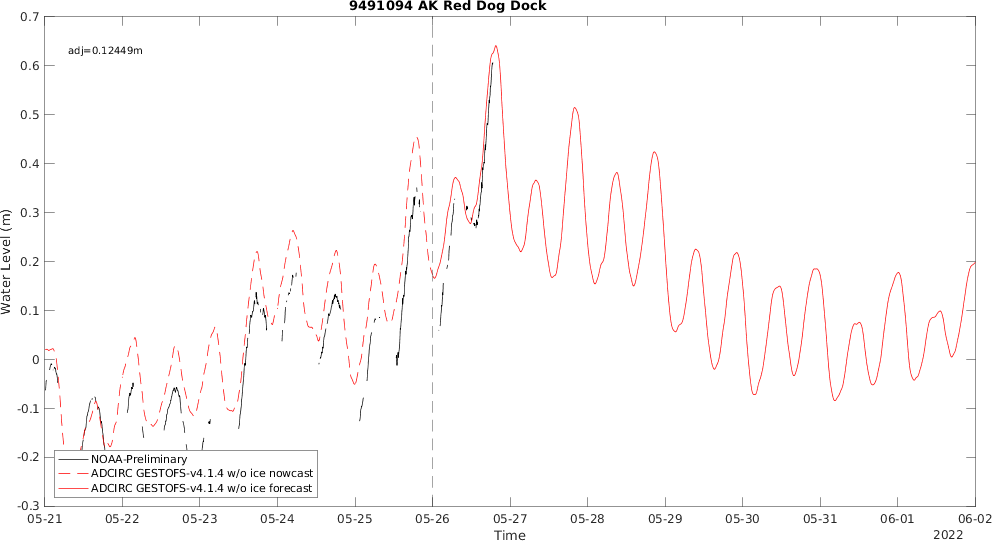 9491094 AK Red Dog Dock
adj=0.12449m
0.7
0.6
0.5
0.4
0.3
0.2
0.1
0
-0.1
-0.2
-0.3
Water Level (m)
NOAA-Preliminary
ADCIRC GESTOFS-v4.1.4 w/o ice nowcast
ADCIRC GESTOFS-v4.1.4 w/o ice forecast
05-21 05-22 05-23 05-24 05-25 05-26 05-27 05-28 05-29 05-30 05-31 06-01 06-02
Time
2022